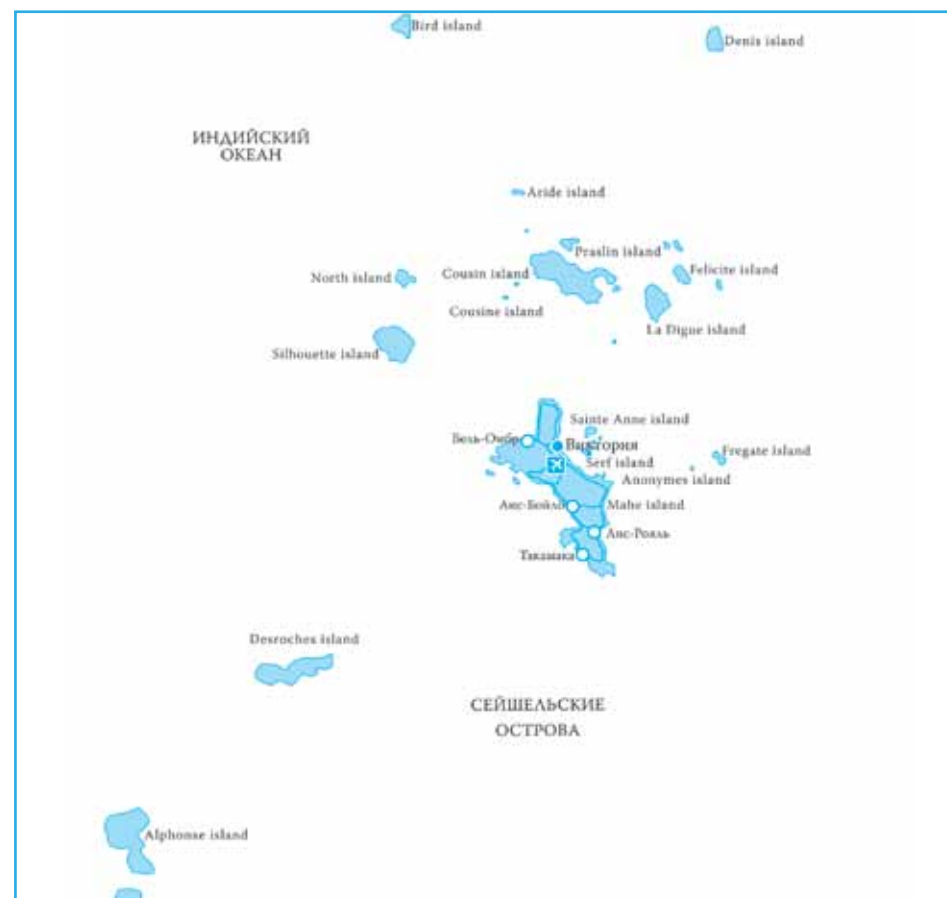 Bird island
Denis island
ИНДИЙСКИЙ
ОКЕАН
Aride island
Praslin island
Cousin island
Felicite island
North island
Cousine island
La Digue island
Silhouette island
Sainte Anne island
Бель-Омбр
Виктория
Fregate island
Serf island
Anonymes island
Анс-Бойло
Mahe island
Анс-Рояль
Такамака
Desroches island
СЕЙШЕЛЬСКИЕ
ОСТРОВА
Alphonse island